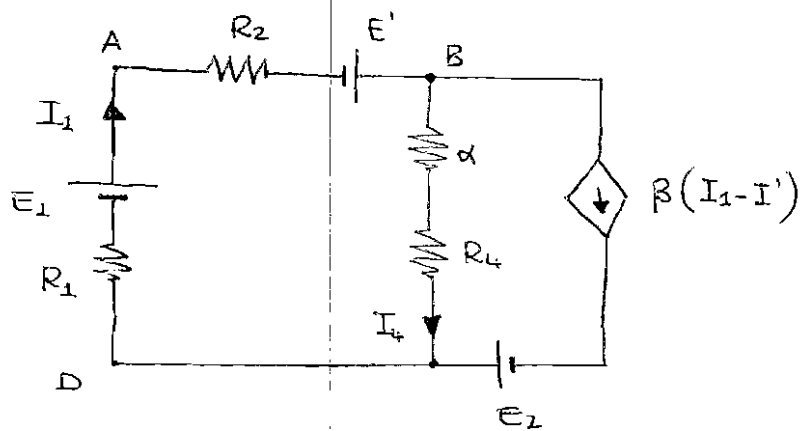 A
R₂
E'
B
I₁
α
β(I₁-I')
E₁
R₄
R₁
I₄
D
E₂